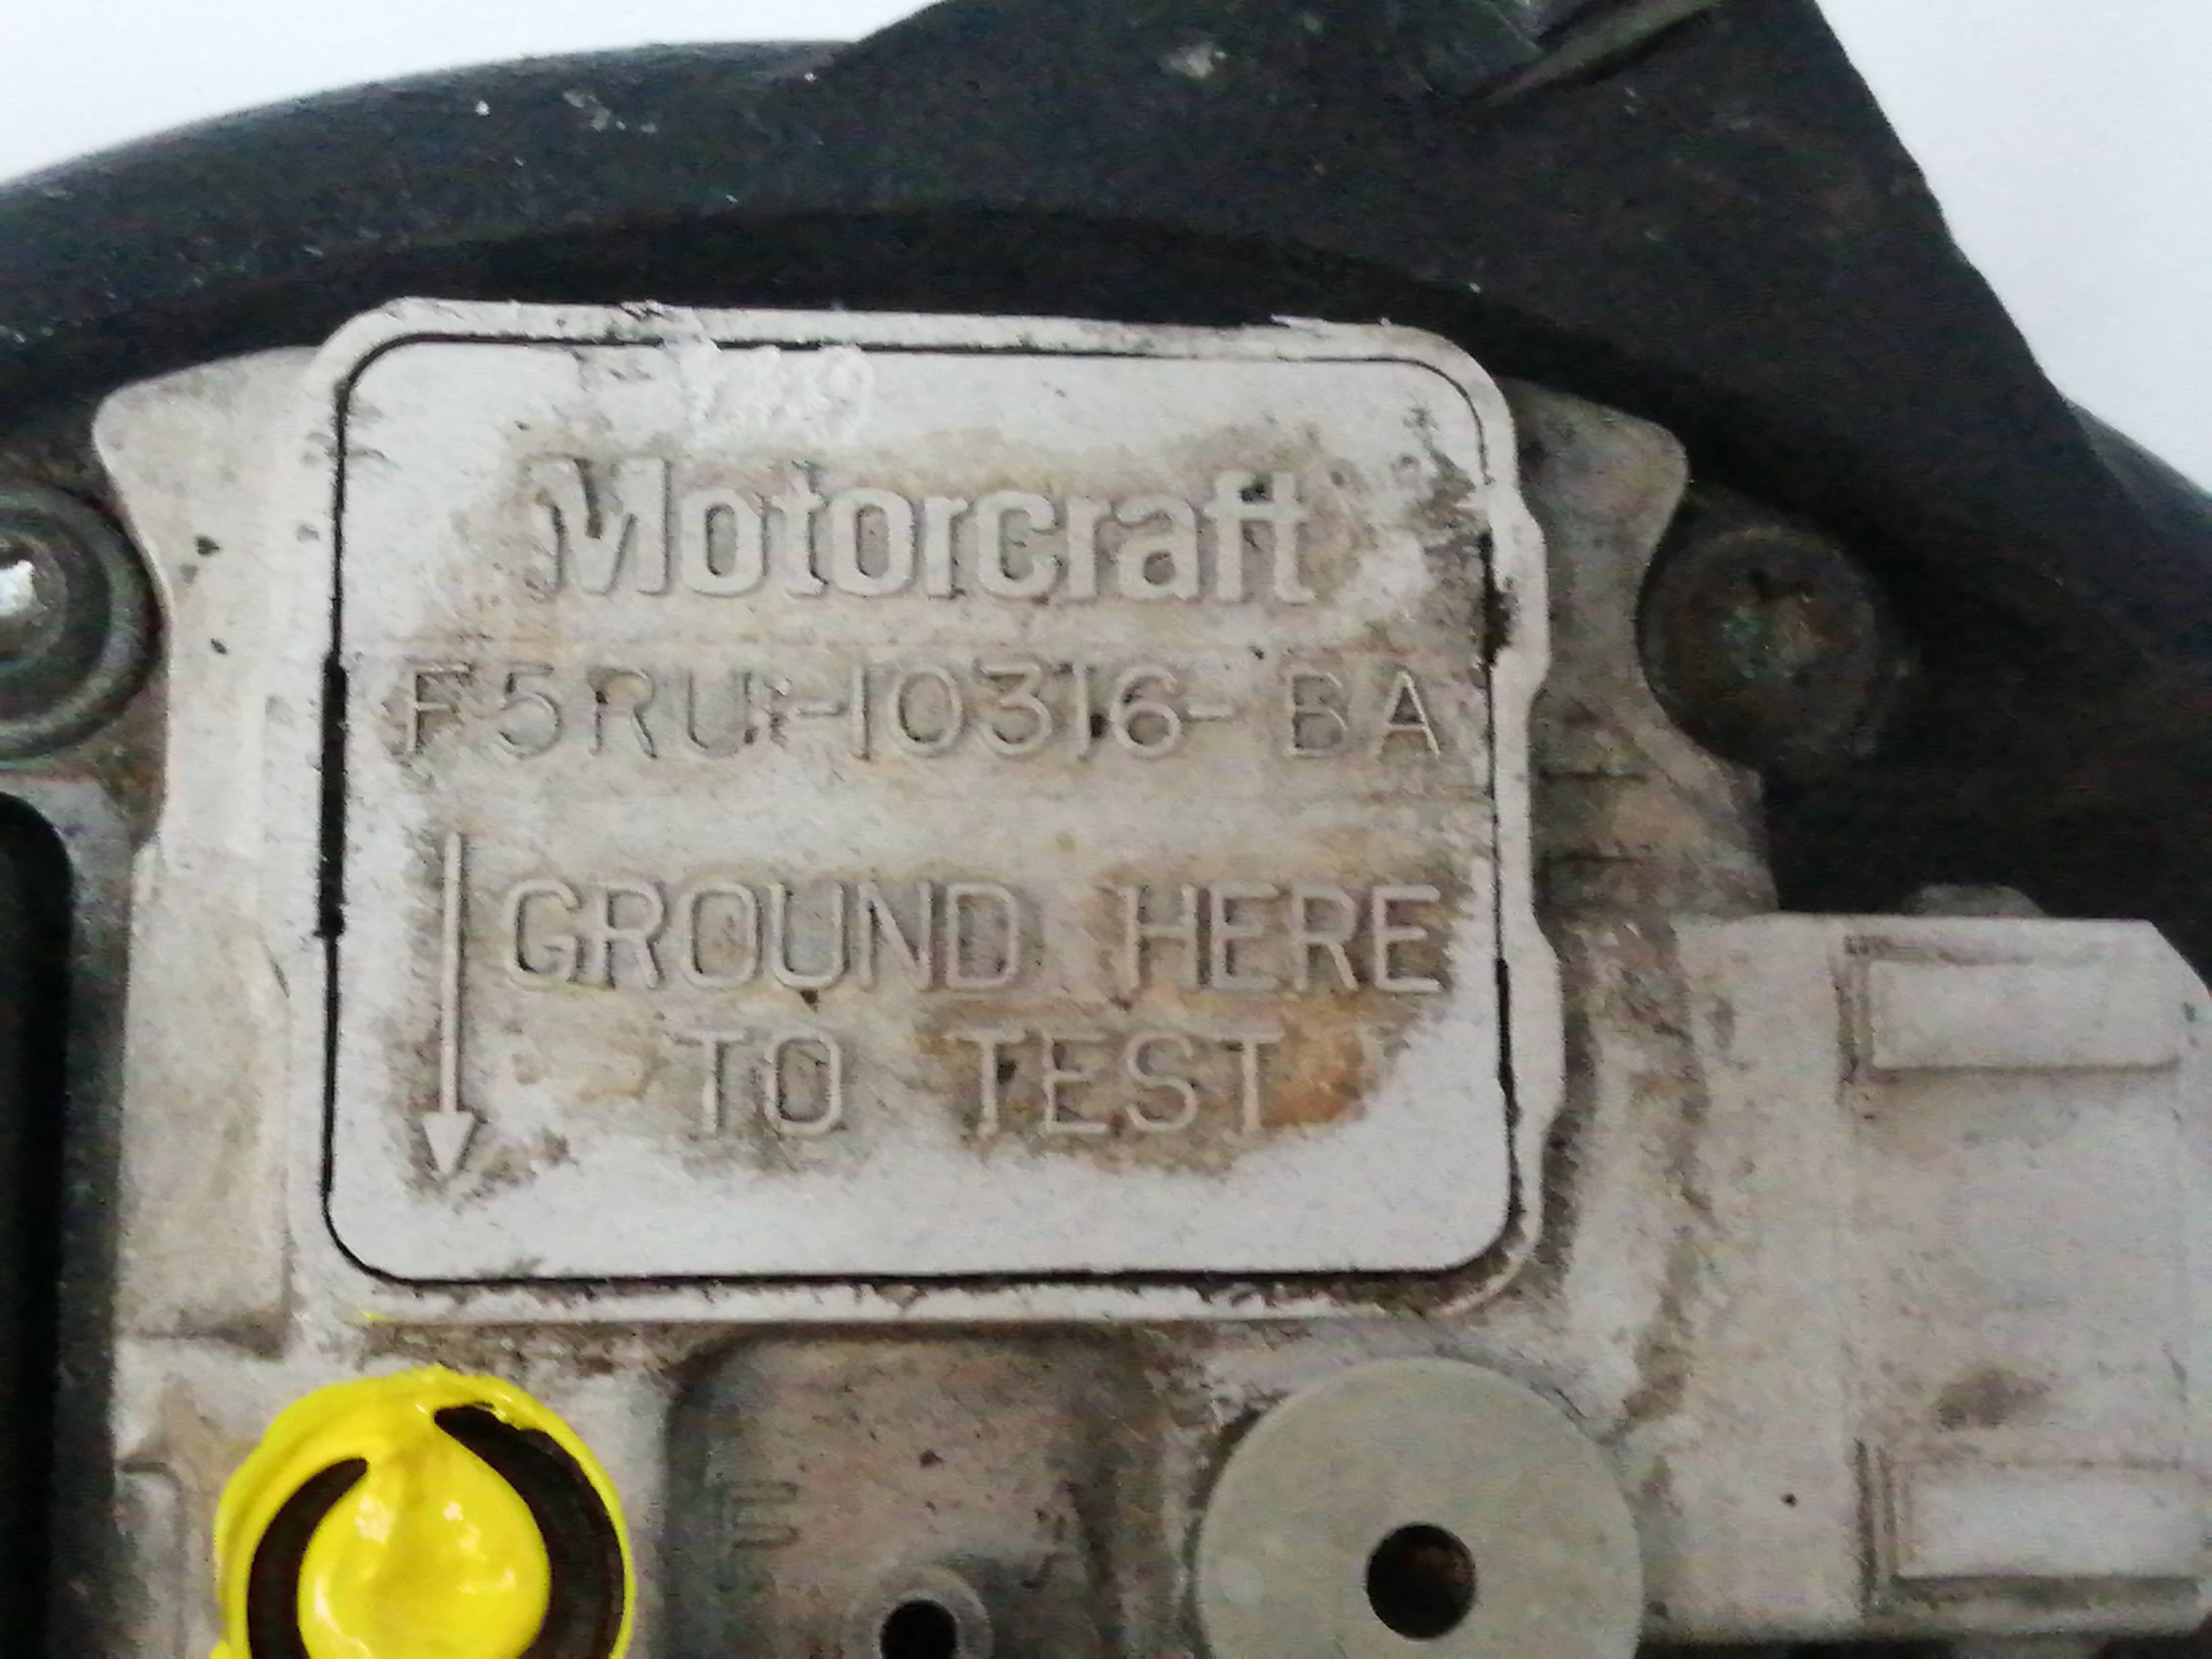 Motorcraft
F5RU-10316-BA
GROUND HERE
TO TEST